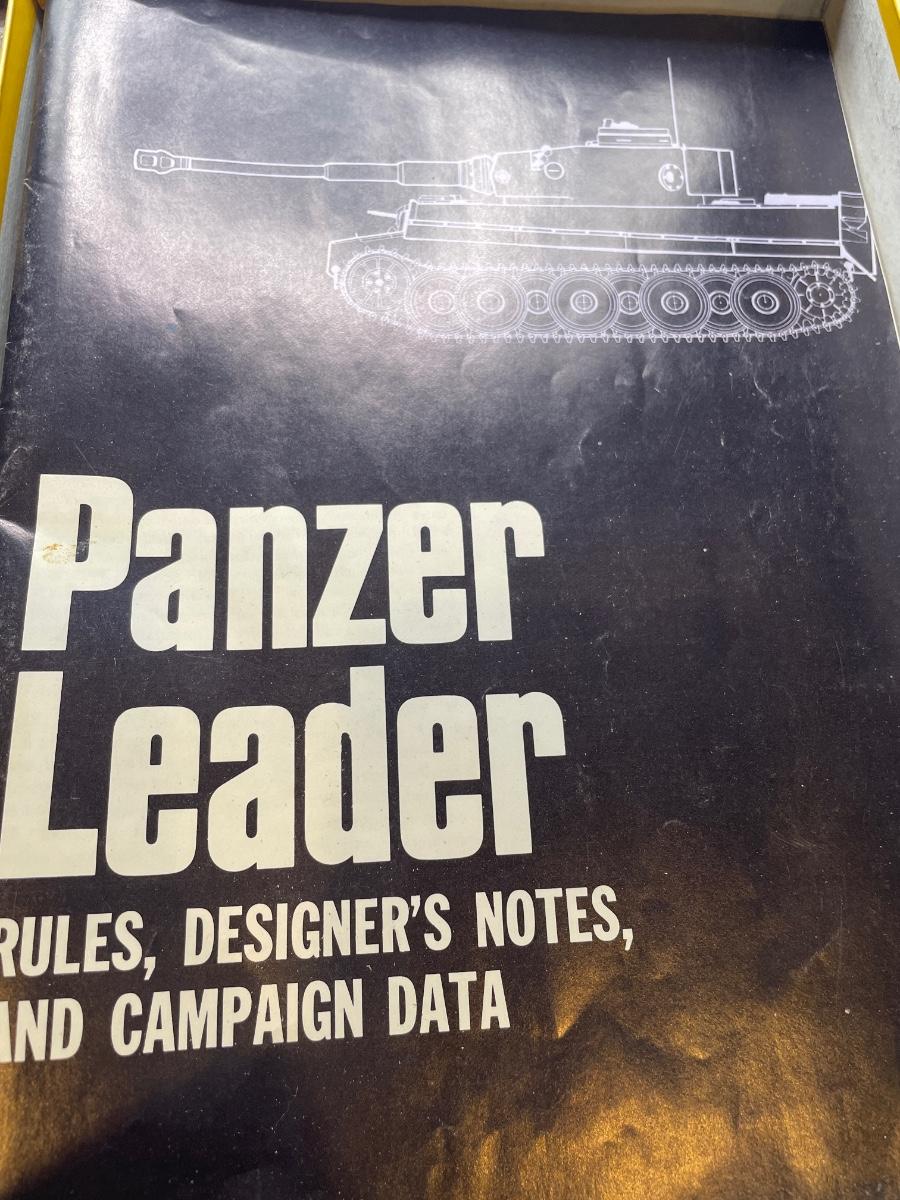 Panzer
Leader
RULES, DESIGNER'S NOTES,
AND CAMPAIGN DATA